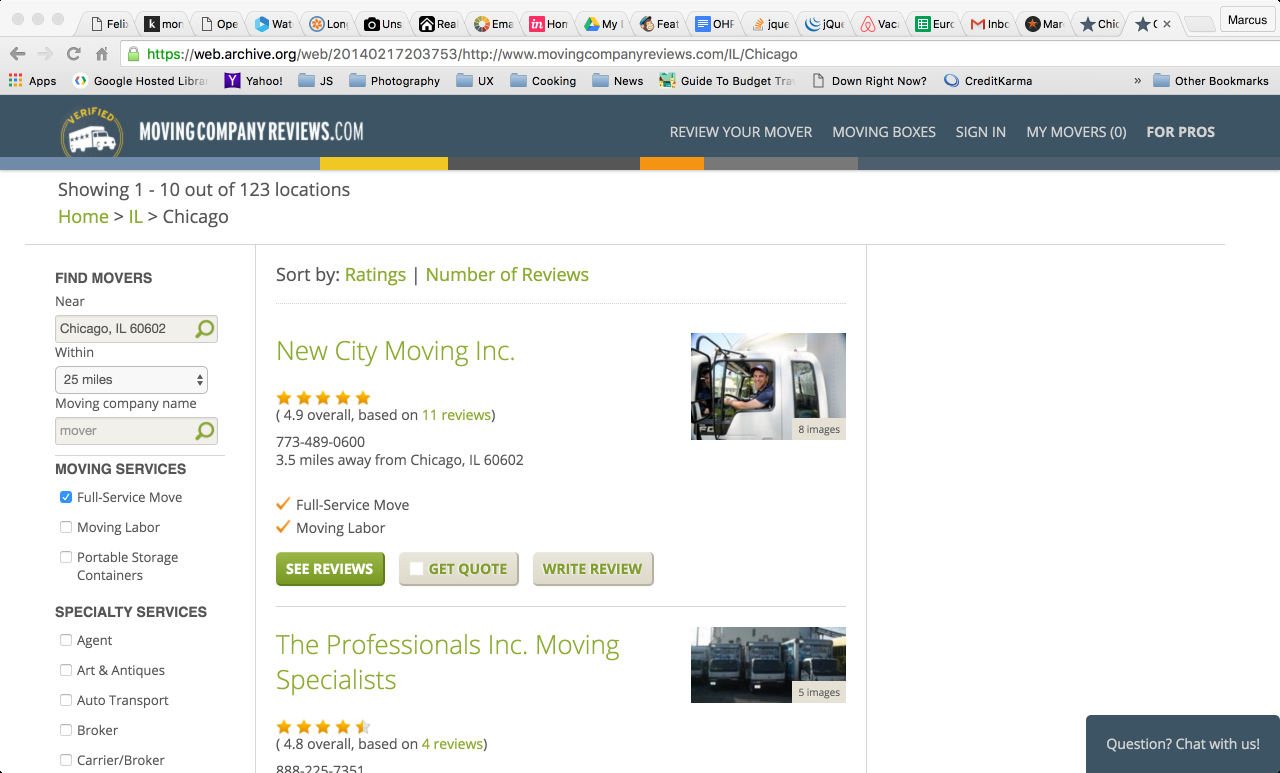 Feli
mor
Ope
Wat
Lon
Uns
Rea
Ema
in Hor
My
Feat
OHF
jque
jQue
Vac
Euro
Inbo
Mar
Chic
Marcus
https://web.archive.org/web/20140217203753/http://www.movingcompanyreviews.com/IL/Chicago
Apps Google Hosted Libra Yahoo! JS Photography UX Cooking News Guide To Budget Tra Down Right Now? CreditKarma » Other Bookmarks
VERIFIED
MOVINGCOMPANYREVIEWS.COM
REVIEW YOUR MOVER MOVING BOXES SIGN IN MY MOVERS (0) FOR PROS
Showing 1 - 10 out of 123 locations
Home > IL > Chicago
FIND MOVERS
Near
Chicago, IL 60602
Within
25 miles
Moving company name
mover
MOVING SERVICES
Full-Service Move
Moving Labor
Portable Storage
Containers
SPECIALTY SERVICES
Agent
Art & Antiques
Auto Transport
Broker
Carrier/Broker
Sort by: Ratings | Number of Reviews
New City Moving Inc.
( 4.9 overall, based on 11 reviews)
773-489-0600
3.5 miles away from Chicago, IL 60602
8 images
Full-Service Move
Moving Labor
SEE REVIEWS GET QUOTE WRITE REVIEW
The Professionals Inc. Moving
Specialists
5 images
( 4.8 overall, based on 4 reviews)
888-225-7351
Question? Chat with us!